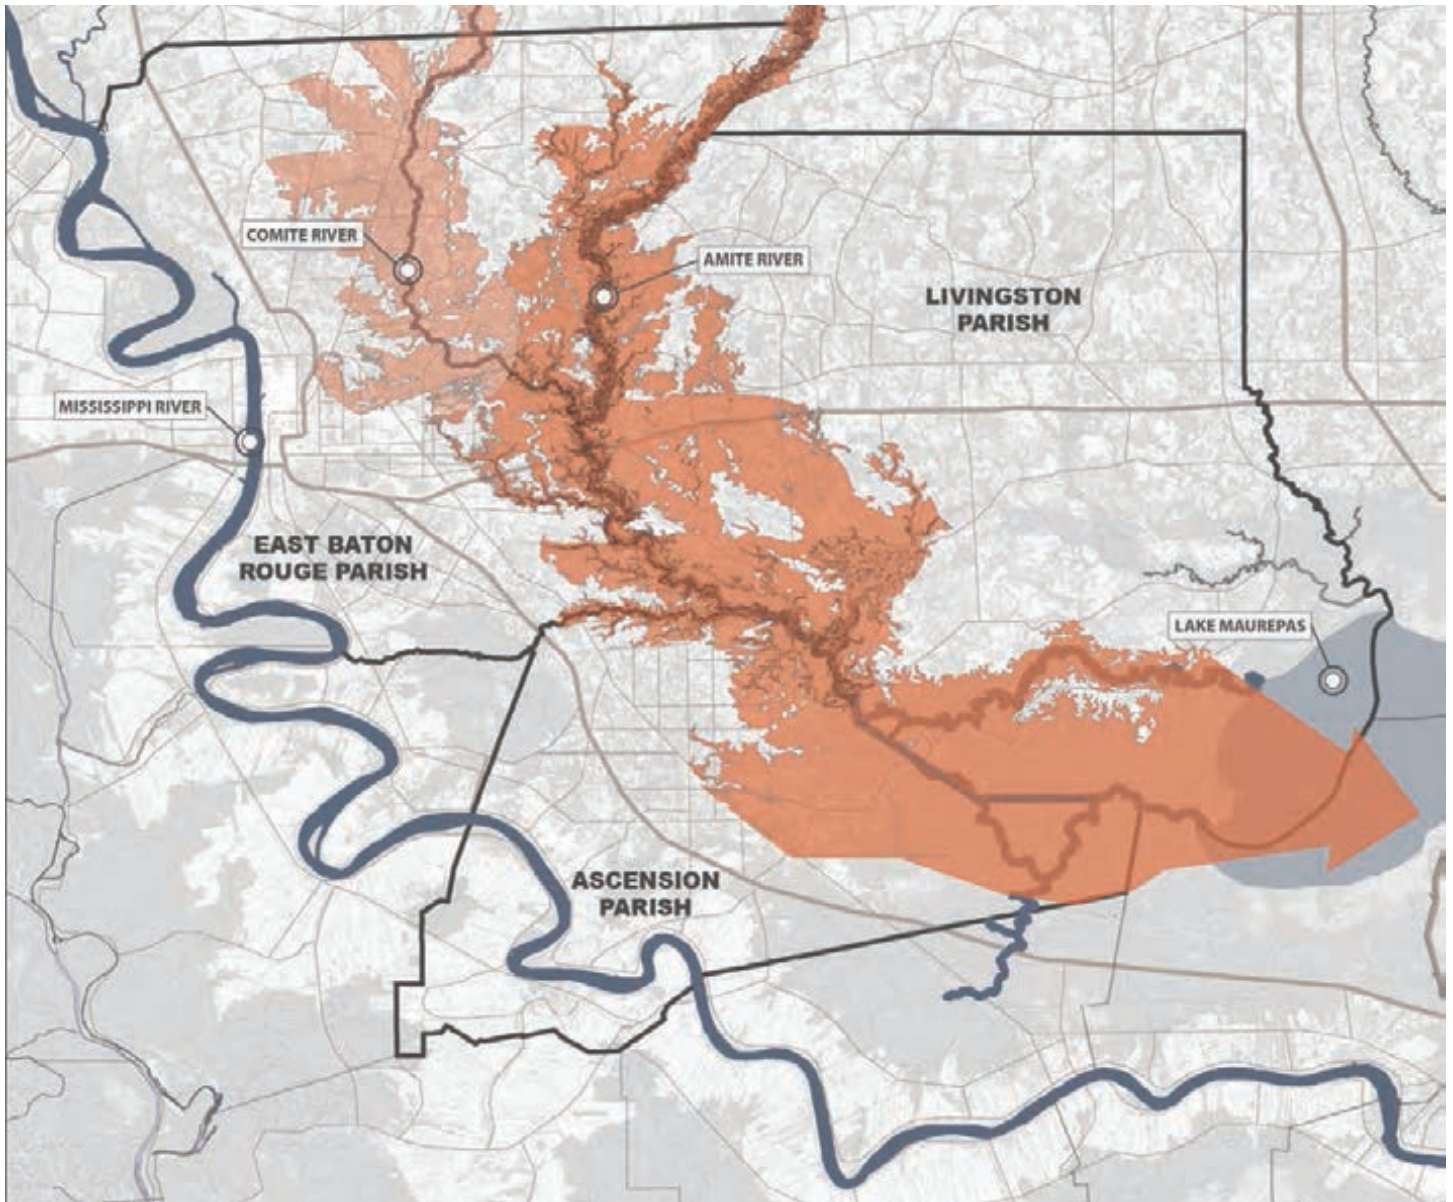 COMITE RIVER
AMITE RIVER
LIVINGSTON
PARISH
MISSISSIPPI RIVER
EAST BATON
ROUGE PARISH
LAKE MAUREPAS
ASCENSION
PARISH